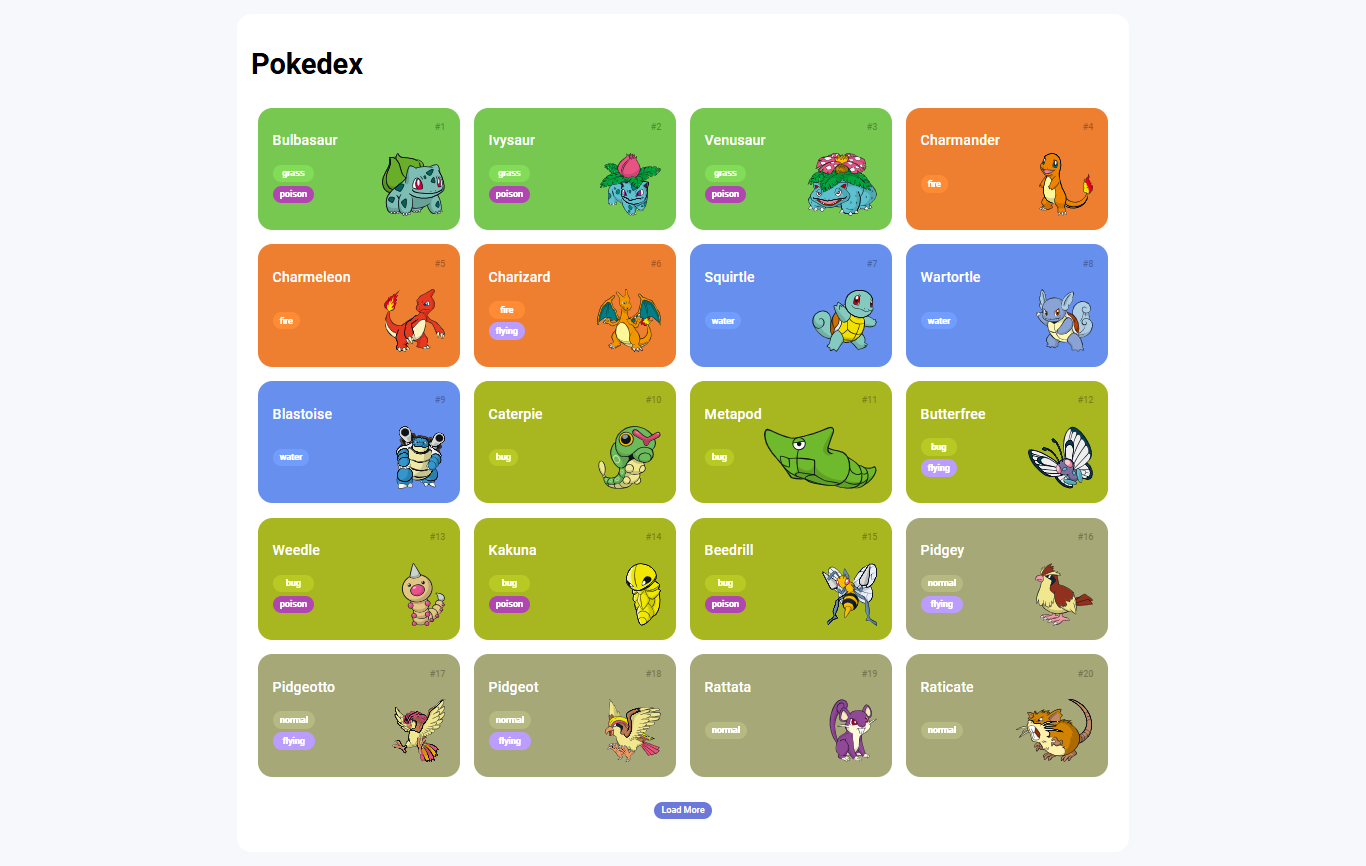 Pokedex
#1
Bulbasaur
grass
poison
#2
Ivysaur
grass
poison
#3
Venusaur
grass
poison
#4
Charmander
fire
#5
Charmeleon
fire
#6
Charizard
fire
flying
#7
Squirtle
water
#8
Wartortle
water
#9
Blastoise
water
#10
Caterpie
bug
#11
Metapod
bug
#12
Butterfree
bug
flying
#13
Weedle
bug
poison
#14
Kakuna
bug
poison
#15
Beedrill
bug
poison
#16
Pidgey
normal
flying
#17
Pidgeotto
normal
flying
#18
Pidgeot
normal
flying
#19
Rattata
normal
#20
Raticate
normal
Load More